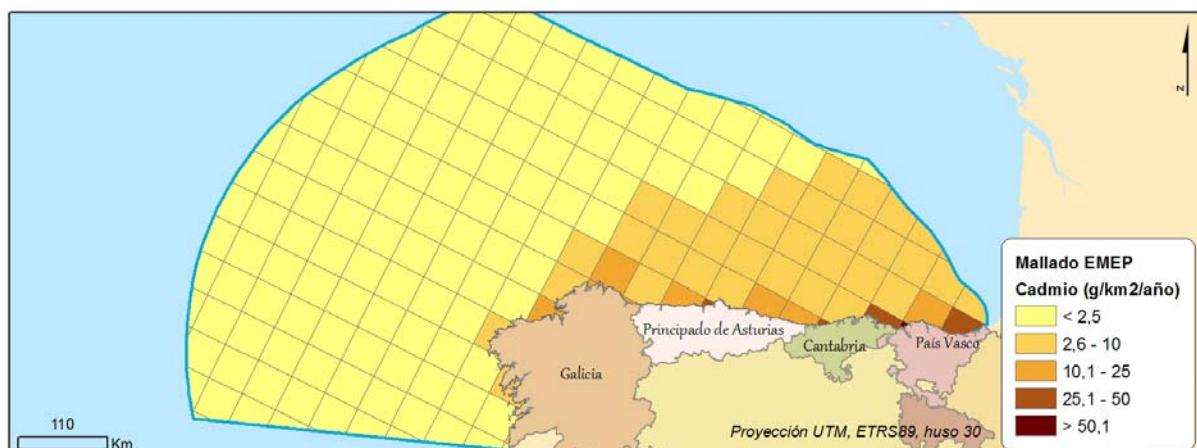 N
Principado de Asturias
Cantabria
País Vasco
Galicia
Mallado EMEP
Cadmio (g/km2/año)
< 2,5
2,6 - 10
10,1 - 25
25,1 - 50
> 50,1
110
Km
Proyección UTM, ETRS89, huso 30